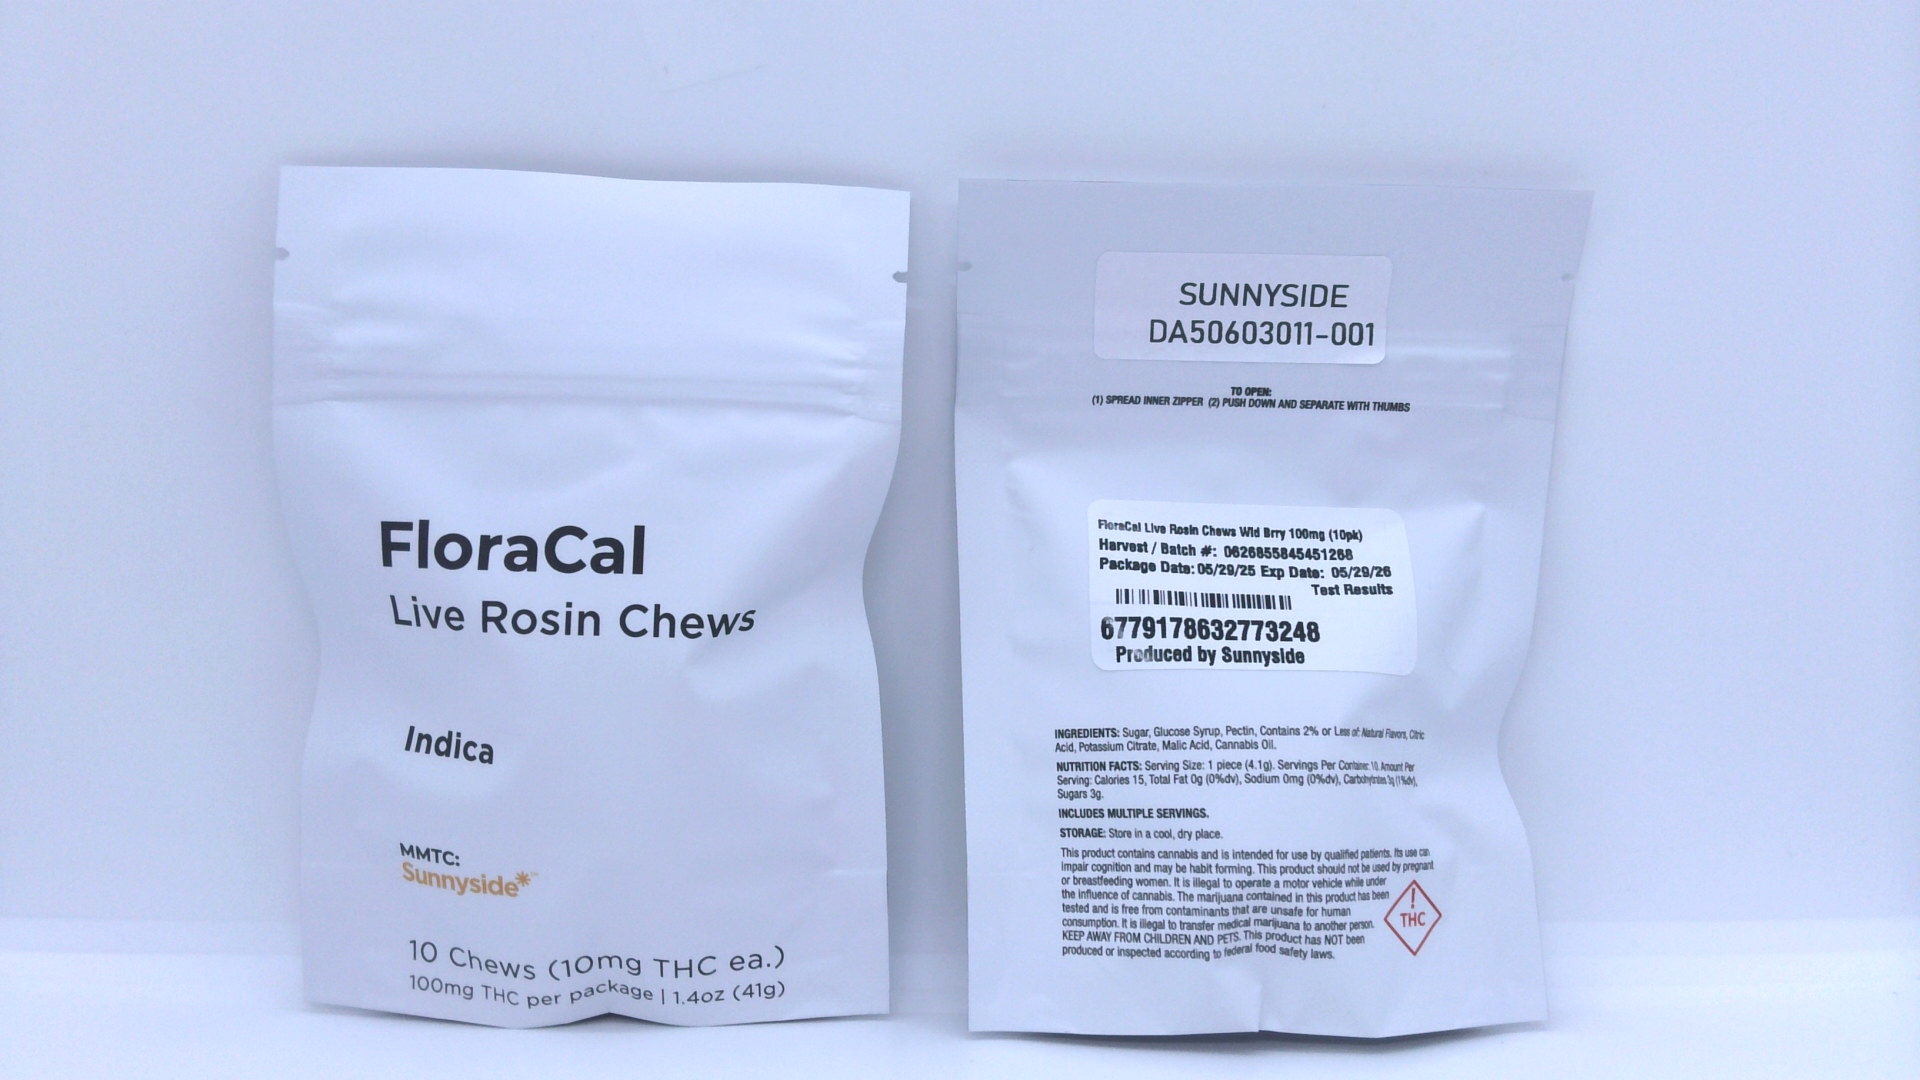 FloraCal
Live Rosin Chews
Indica
MMTC:
Sunnyside*
10 Chews (10mg THC ea.)
100mg THC per package | 1.4oz (41g)
SUNNYSIDE
DA50603011-001
TO OPEN:
(1) SPREAD INNER ZIPPER (2) PUSH DOWN AND SEPARATE WITH THUMBS
FloraCal Live Rosin Chews Wld Brry 100mg (10pk)
Harvest / Batch #: 0626855845451268
Package Date: 05/29/25 Exp Date: 05/29/26
Test Results
6779178632773248
Produced by Sunnyside
INGREDIENTS: Sugar, Glucose Syrup, Pectin, Contains 2% or Less of: Natural Flavors, Citric
Acid, Potassium Citrate, Malic Acid, Cannabis Oil.
NUTRITION FACTS: Serving Size: 1 piece (4.1g). Servings Per Container: 10. Amount Per
Serving: Calories 15, Total Fat 0g (0%dv), Sodium 0mg (0%dv), Carbohydrates 3g (1%dv),
Sugars 3g.
INCLUDES MULTIPLE SERVINGS.
STORAGE: Store in a cool, dry place.
This product contains cannabis and is intended for use by qualified patients. Its use can
impair cognition and may be habit forming. This product should not be used by pregnant
or breastfeeding women. It is illegal to operate a motor vehicle while under
the influence of cannabis. The marijuana contained in this product has been
tested and is free from contaminants that are unsafe for human
consumption. It is illegal to transfer medical marijuana to another person.
KEEP AWAY FROM CHILDREN AND PETS. This product has NOT been
produced or inspected according to federal food safety laws.
!
THC